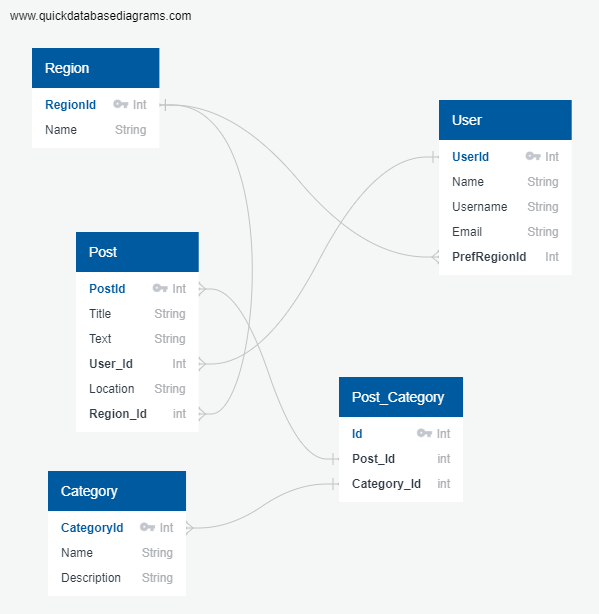 www.quickdatabasediagrams.com
Region
RegionId Int
Name String
User
UserId Int
Name String
Username String
Email String
PrefRegionId Int
Post
PostId Int
Title String
Text String
User_Id Int
Location String
Region_Id int
Post_Category
Id Int
Post_Id int
Category_Id int
Category
CategoryId Int
Name String
Description String